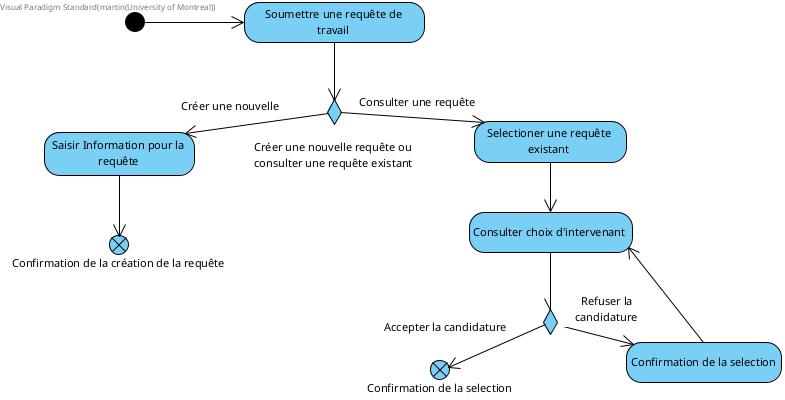 Visual Paradigm Standard(martin(University of Montreal))
Soumettre une requête de
travail
Créer une nouvelle
Consulter une requête
Saisir Information pour la
requête
Créer une nouvelle requête ou
consulter une requête existant
Selectioner une requête
existant
Confirmation de la création de la requête
Consulter choix d'intervenant
Accepter la candidature
Refuser la
candidature
Confirmation de la selection
Confirmation de la selection